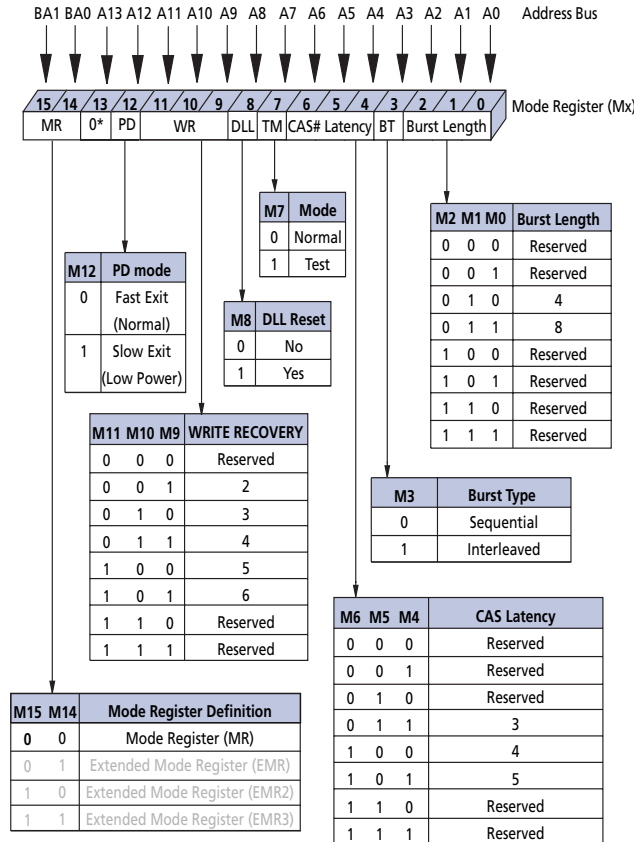 BA1 BA0 A13 A12 A11 A10 A9 A8 A7 A6 A5 A4 A3 A2 A1 A0 Address Bus
15 14 13 12 11 10 9 8 7 6 5 4 3 2 1 0 Mode Register (Mx)
MR 0* PD WR DLL TM CAS# Latency BT Burst Length
M7 Mode
0 Normal
1 Test
M2 M1 M0 Burst Length
0 0 0 Reserved
0 0 1 Reserved
0 1 0 4
0 1 1 8
1 0 0 Reserved
1 0 1 Reserved
1 1 0 Reserved
1 1 1 Reserved
M12 PD mode
0 Fast Exit
(Normal)
1 Slow Exit
(Low Power)
M8 DLL Reset
0 No
1 Yes
M11 M10 M9 WRITE RECOVERY
0 0 0 Reserved
0 0 1 2
0 1 0 3
0 1 1 4
1 0 0 5
1 0 1 6
1 1 0 Reserved
1 1 1 Reserved
M3 Burst Type
0 Sequential
1 Interleaved
M6 M5 M4 CAS Latency
0 0 0 Reserved
0 0 1 Reserved
0 1 0 Reserved
0 1 1 3
1 0 0 4
1 0 1 5
1 1 0 Reserved
1 1 1 Reserved
M15 M14 Mode Register Definition
0 0 Mode Register (MR)
0 1 Extended Mode Register (EMR)
1 0 Extended Mode Register (EMR2)
1 1 Extended Mode Register (EMR3)